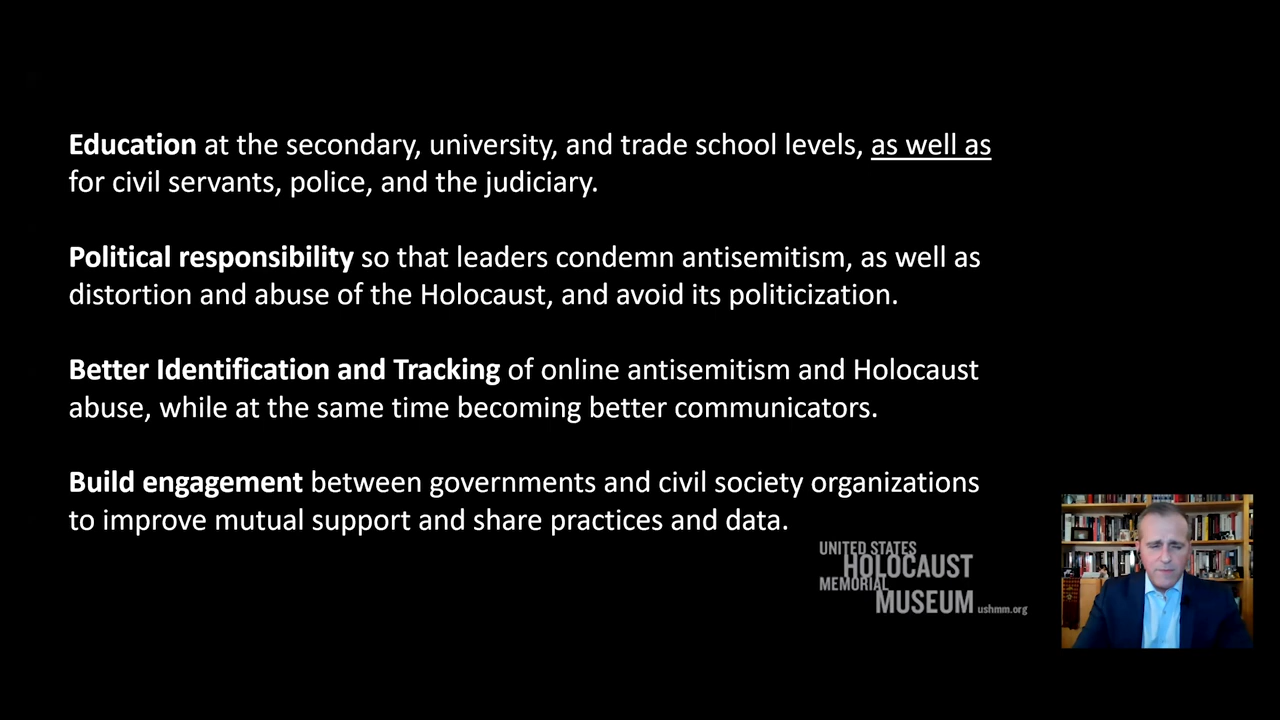 Education at the secondary, university, and trade school levels, as well as
for civil servants, police, and the judiciary.
Political responsibility so that leaders condemn antisemitism, as well as
distortion and abuse of the Holocaust, and avoid its politicization.
Better Identification and Tracking of online antisemitism and Holocaust
abuse, while at the same time becoming better communicators.
Build engagement between governments and civil society organizations
to improve mutual support and share practices and data.
UNITED STATES
HOLOCAUST
MEMORIAL
MUSEUM ushmm.org